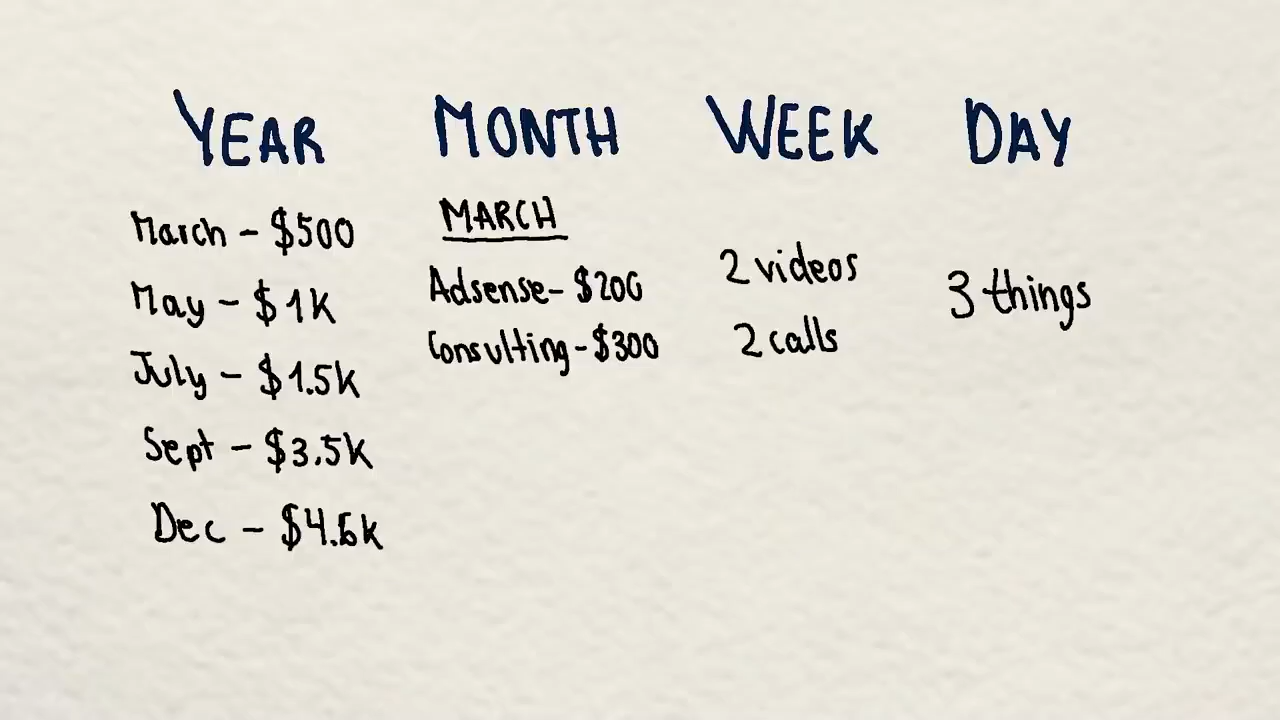 YEAR MONTH WEEK DAY
March - $500
May - $1K
July - $1.5K
Sept - $3.5K
Dec - $4.6K
MARCH
Adsense - $200
Consulting - $300
2 videos
2 calls
3 things